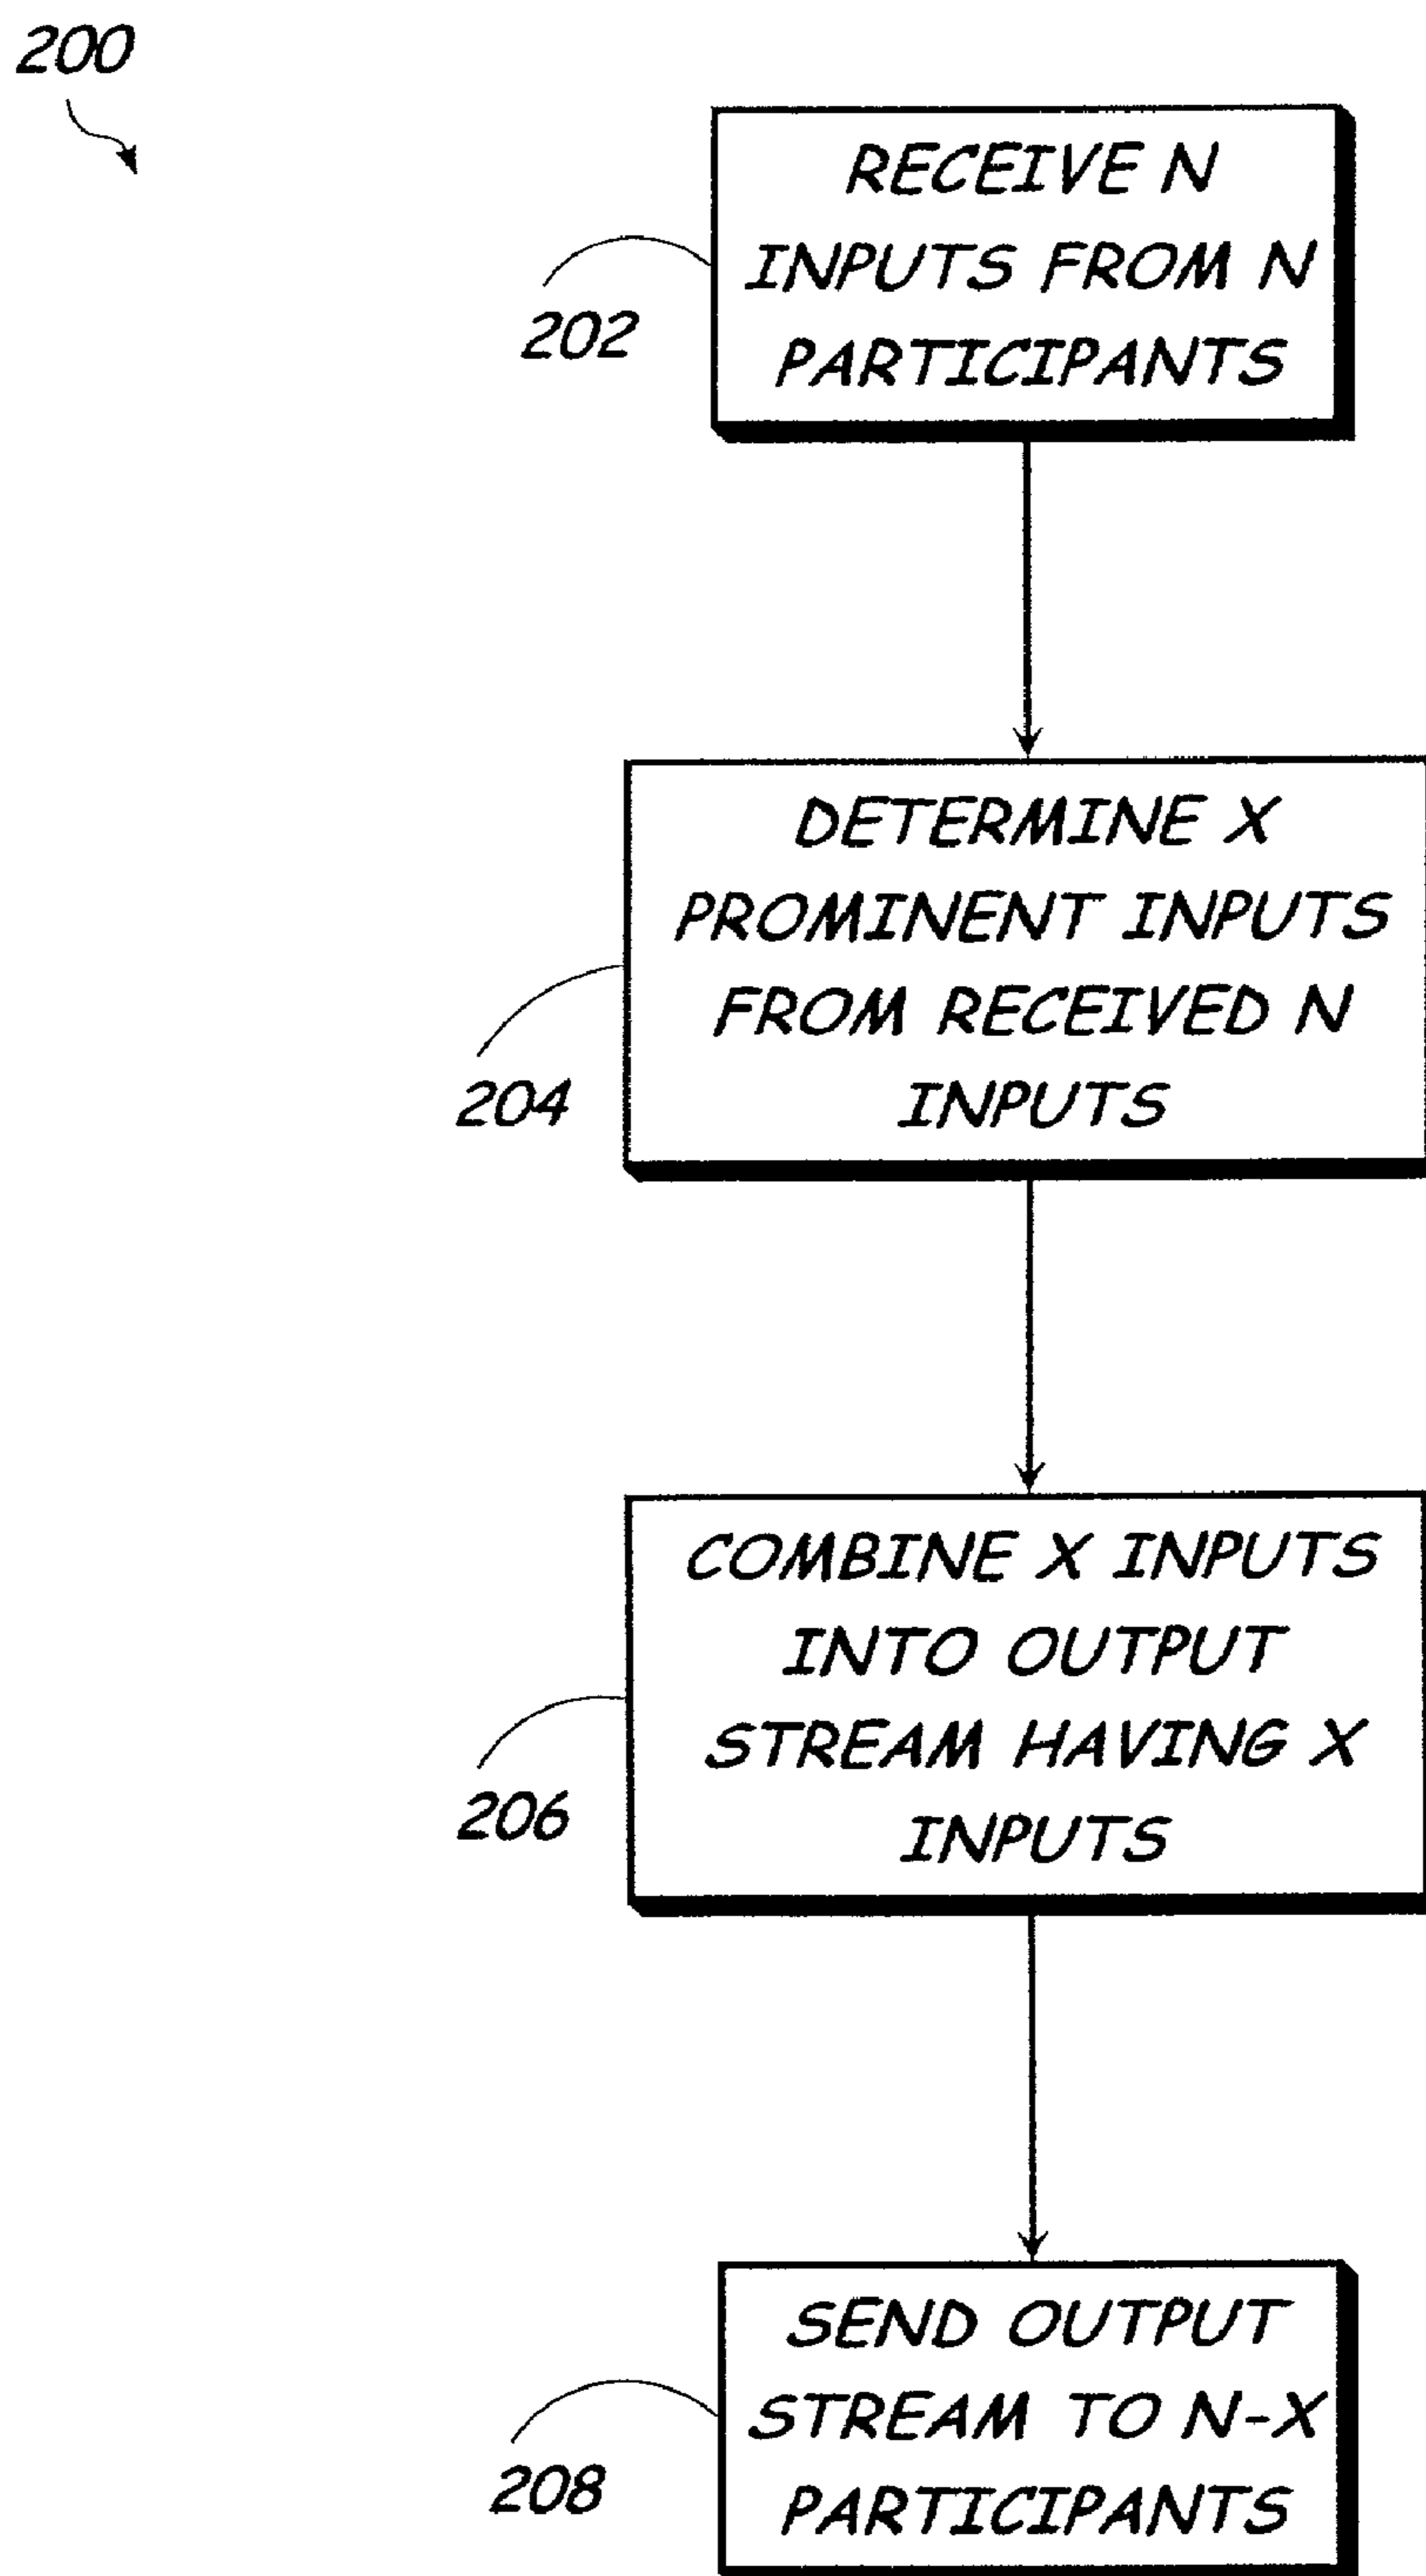 200
RECEIVE N
INPUTS FROM N
PARTICIPANTS
202
DETERMINE X
PROMINENT INPUTS
FROM RECEIVED N
INPUTS
204
COMBINE X INPUTS
INTO OUTPUT
STREAM HAVING X
INPUTS
206
SEND OUTPUT
STREAM TO N-X
PARTICIPANTS
208